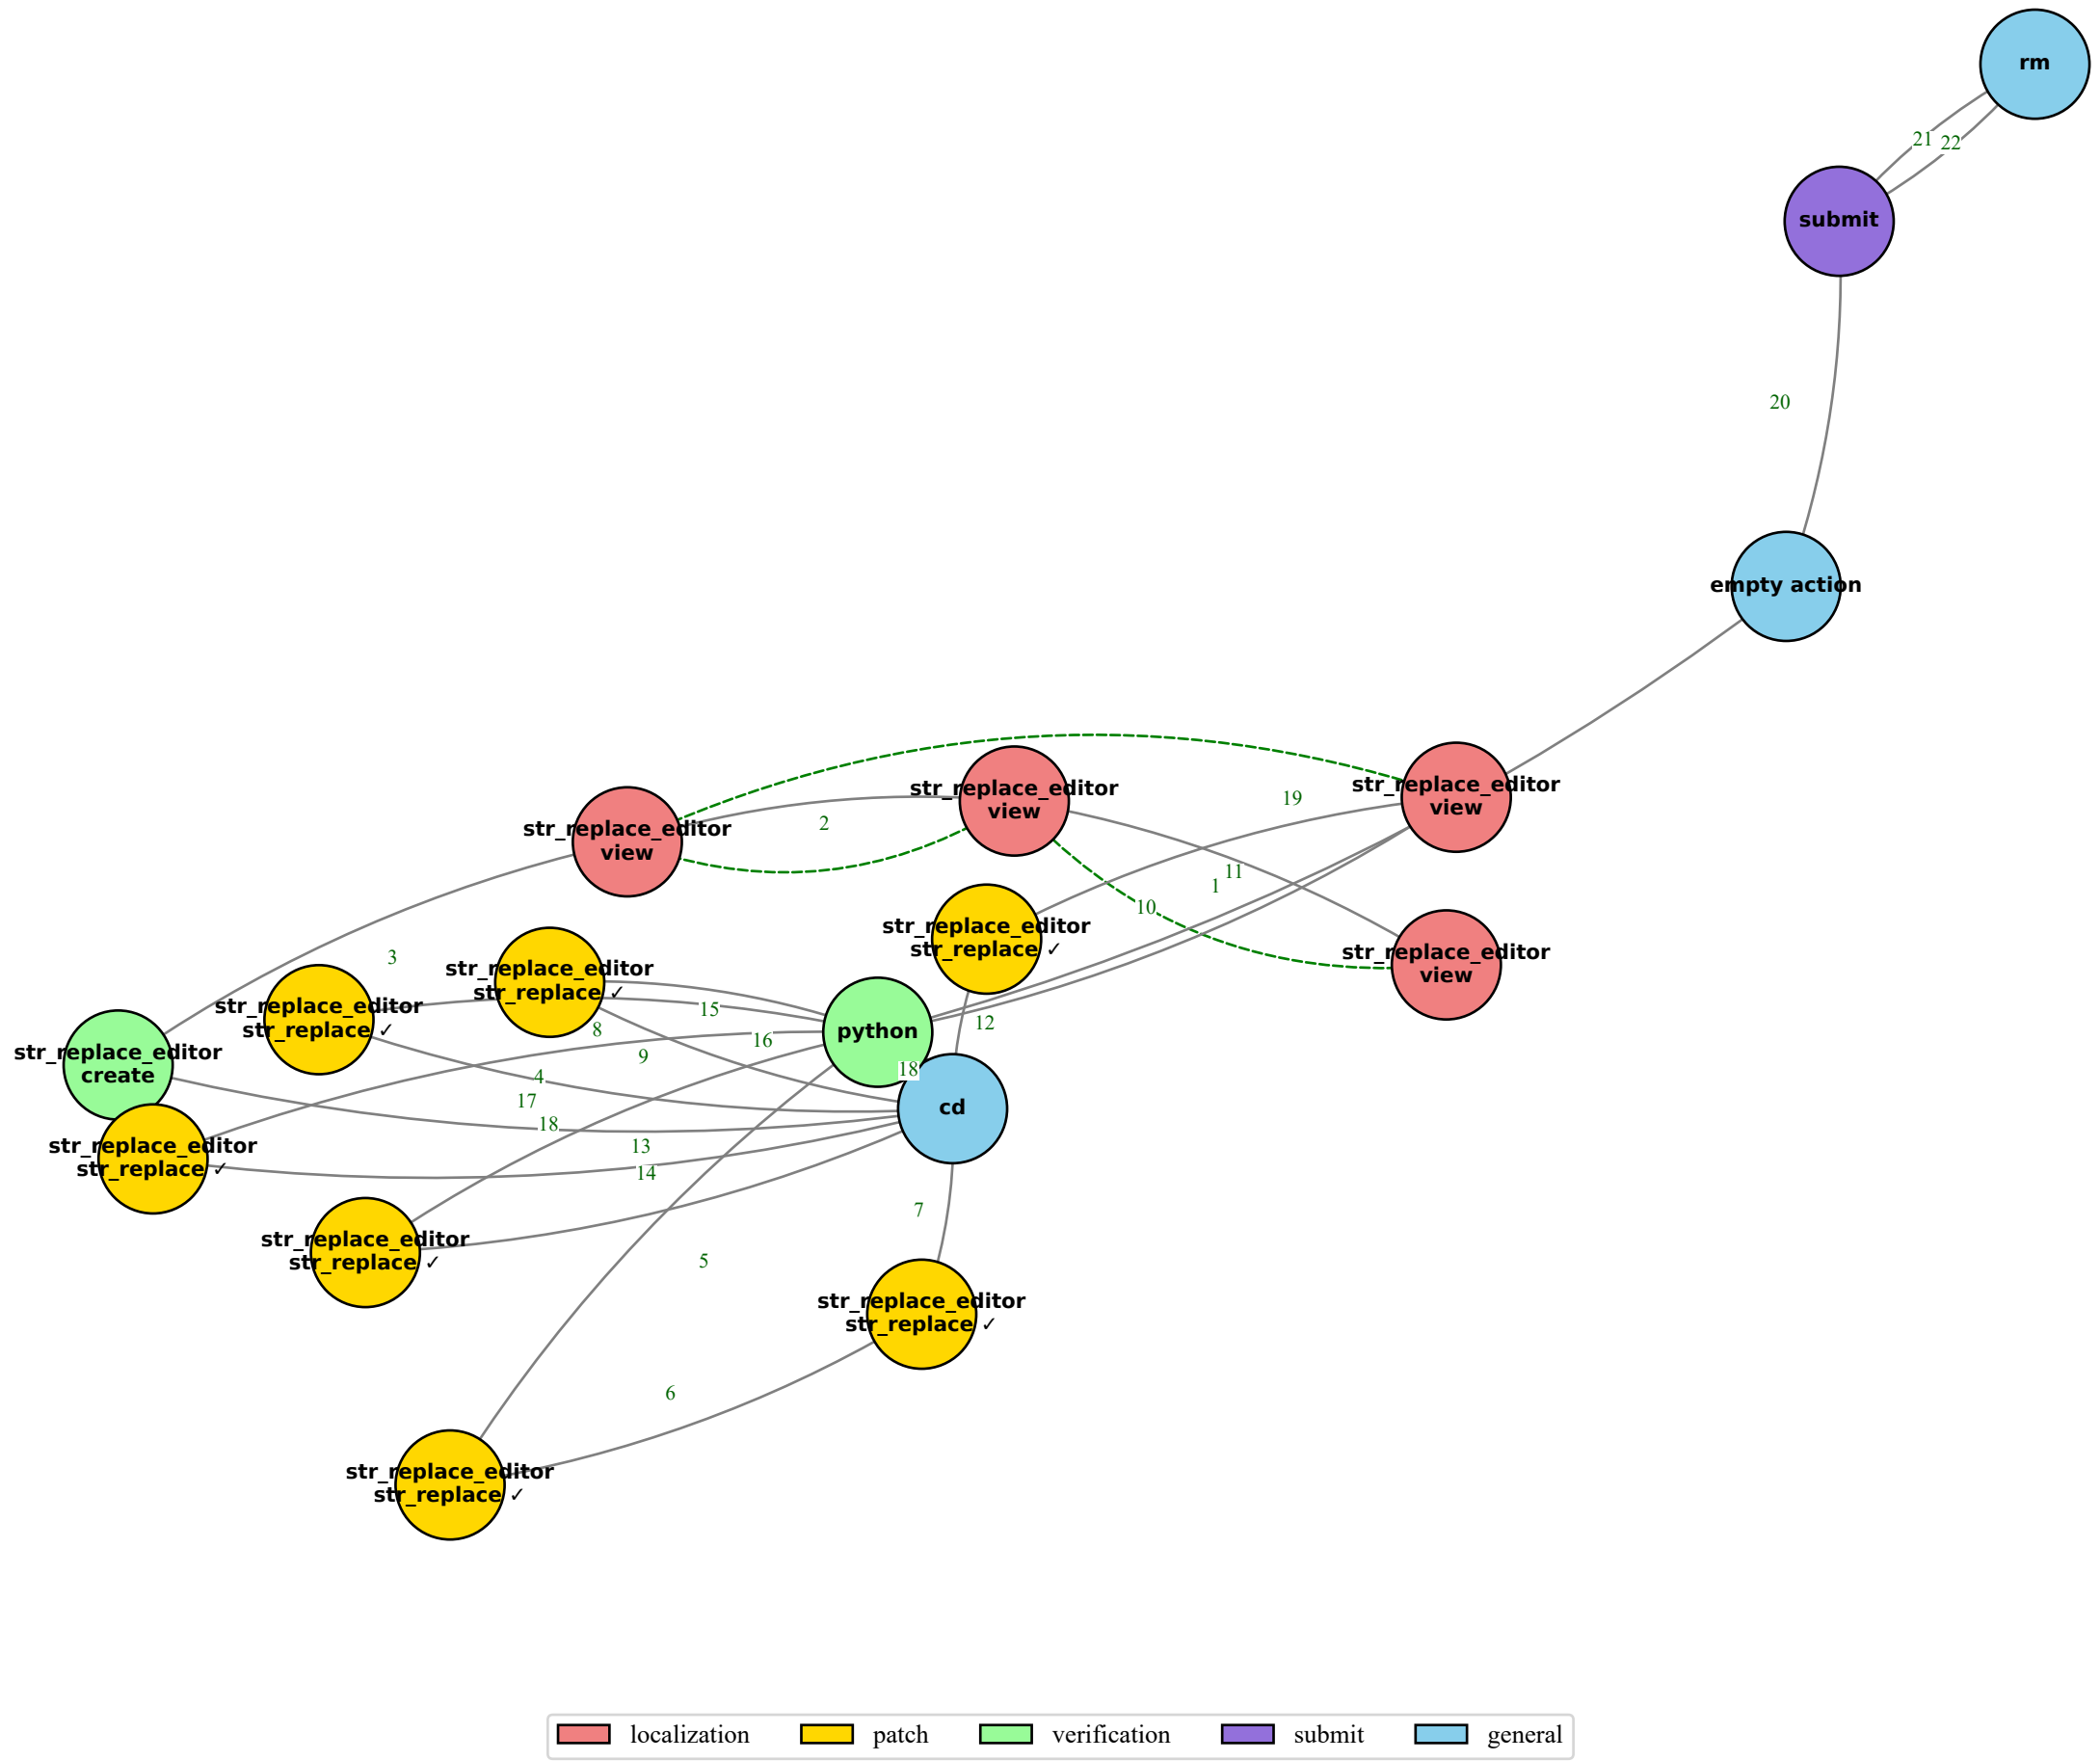 rm
21
22
submit
20
empty action
str_replace_editor
view
str_replace_editor
view
19
str_replace_editor
view
2
11
1
10
str_replace_editor
str_replace ✓
str_replace_editor
view
3
str_replace_editor
str_replace ✓
str_replace_editor
str_replace ✓
15
8
12
16
python
9
str_replace_editor
create
4
18
17
cd
18
13
str_replace_editor
str_replace ✓
14
7
str_replace_editor
str_replace ✓
5
str_replace_editor
str_replace ✓
6
str_replace_editor
str_replace ✓
localization patch verification submit general